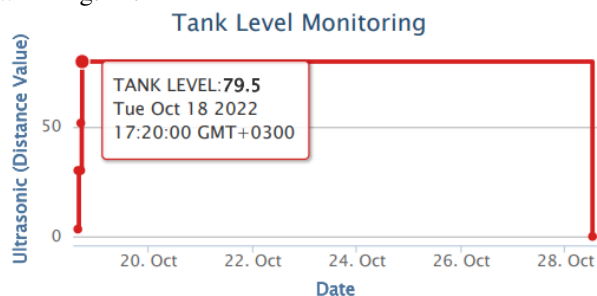 Tank Level Monitoring
Ultrasonic (Distance Value)
50
0
TANK LEVEL:79.5
Tue Oct 18 2022
17:20:00 GMT+0300
20. Oct
22. Oct
24. Oct
26. Oct
28. Oct
Date